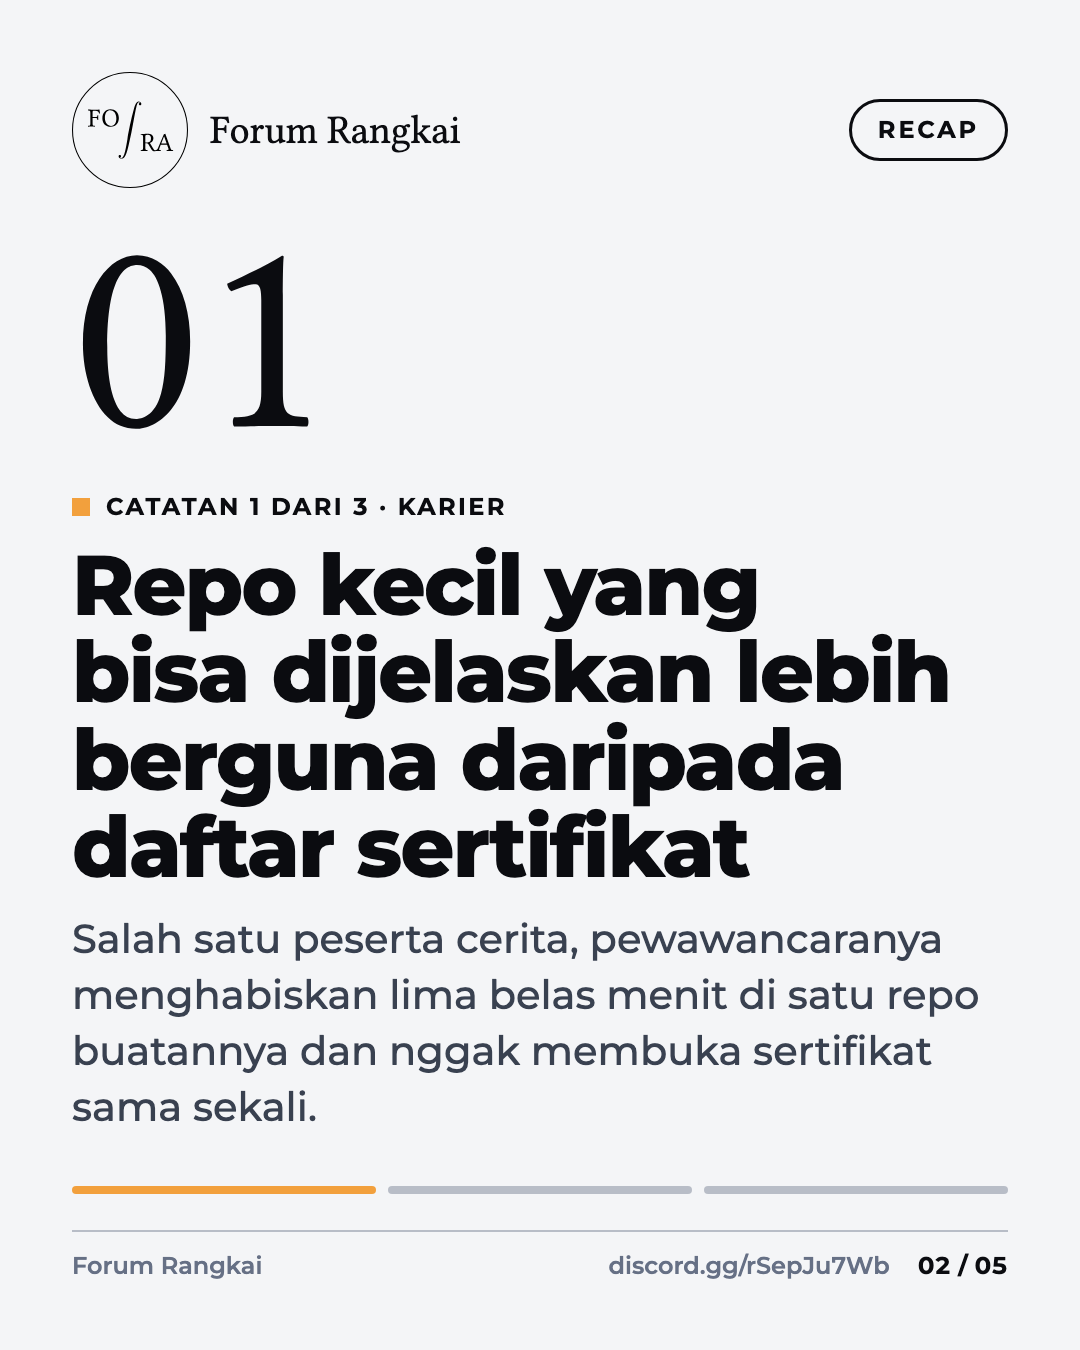 FO
RA
Forum Rangkai
RECAP
01
CATATAN 1 DARI 3 · KARIER
Repo kecil yang
bisa dijelaskan lebih
berguna daripada
daftar sertifikat
Salah satu peserta cerita, pewawancaranya
menghabiskan lima belas menit di satu repo
buatannya dan nggak membuka sertifikat
sama sekali.
Forum Rangkai
discord.gg/rSepJu7Wb
02 / 05